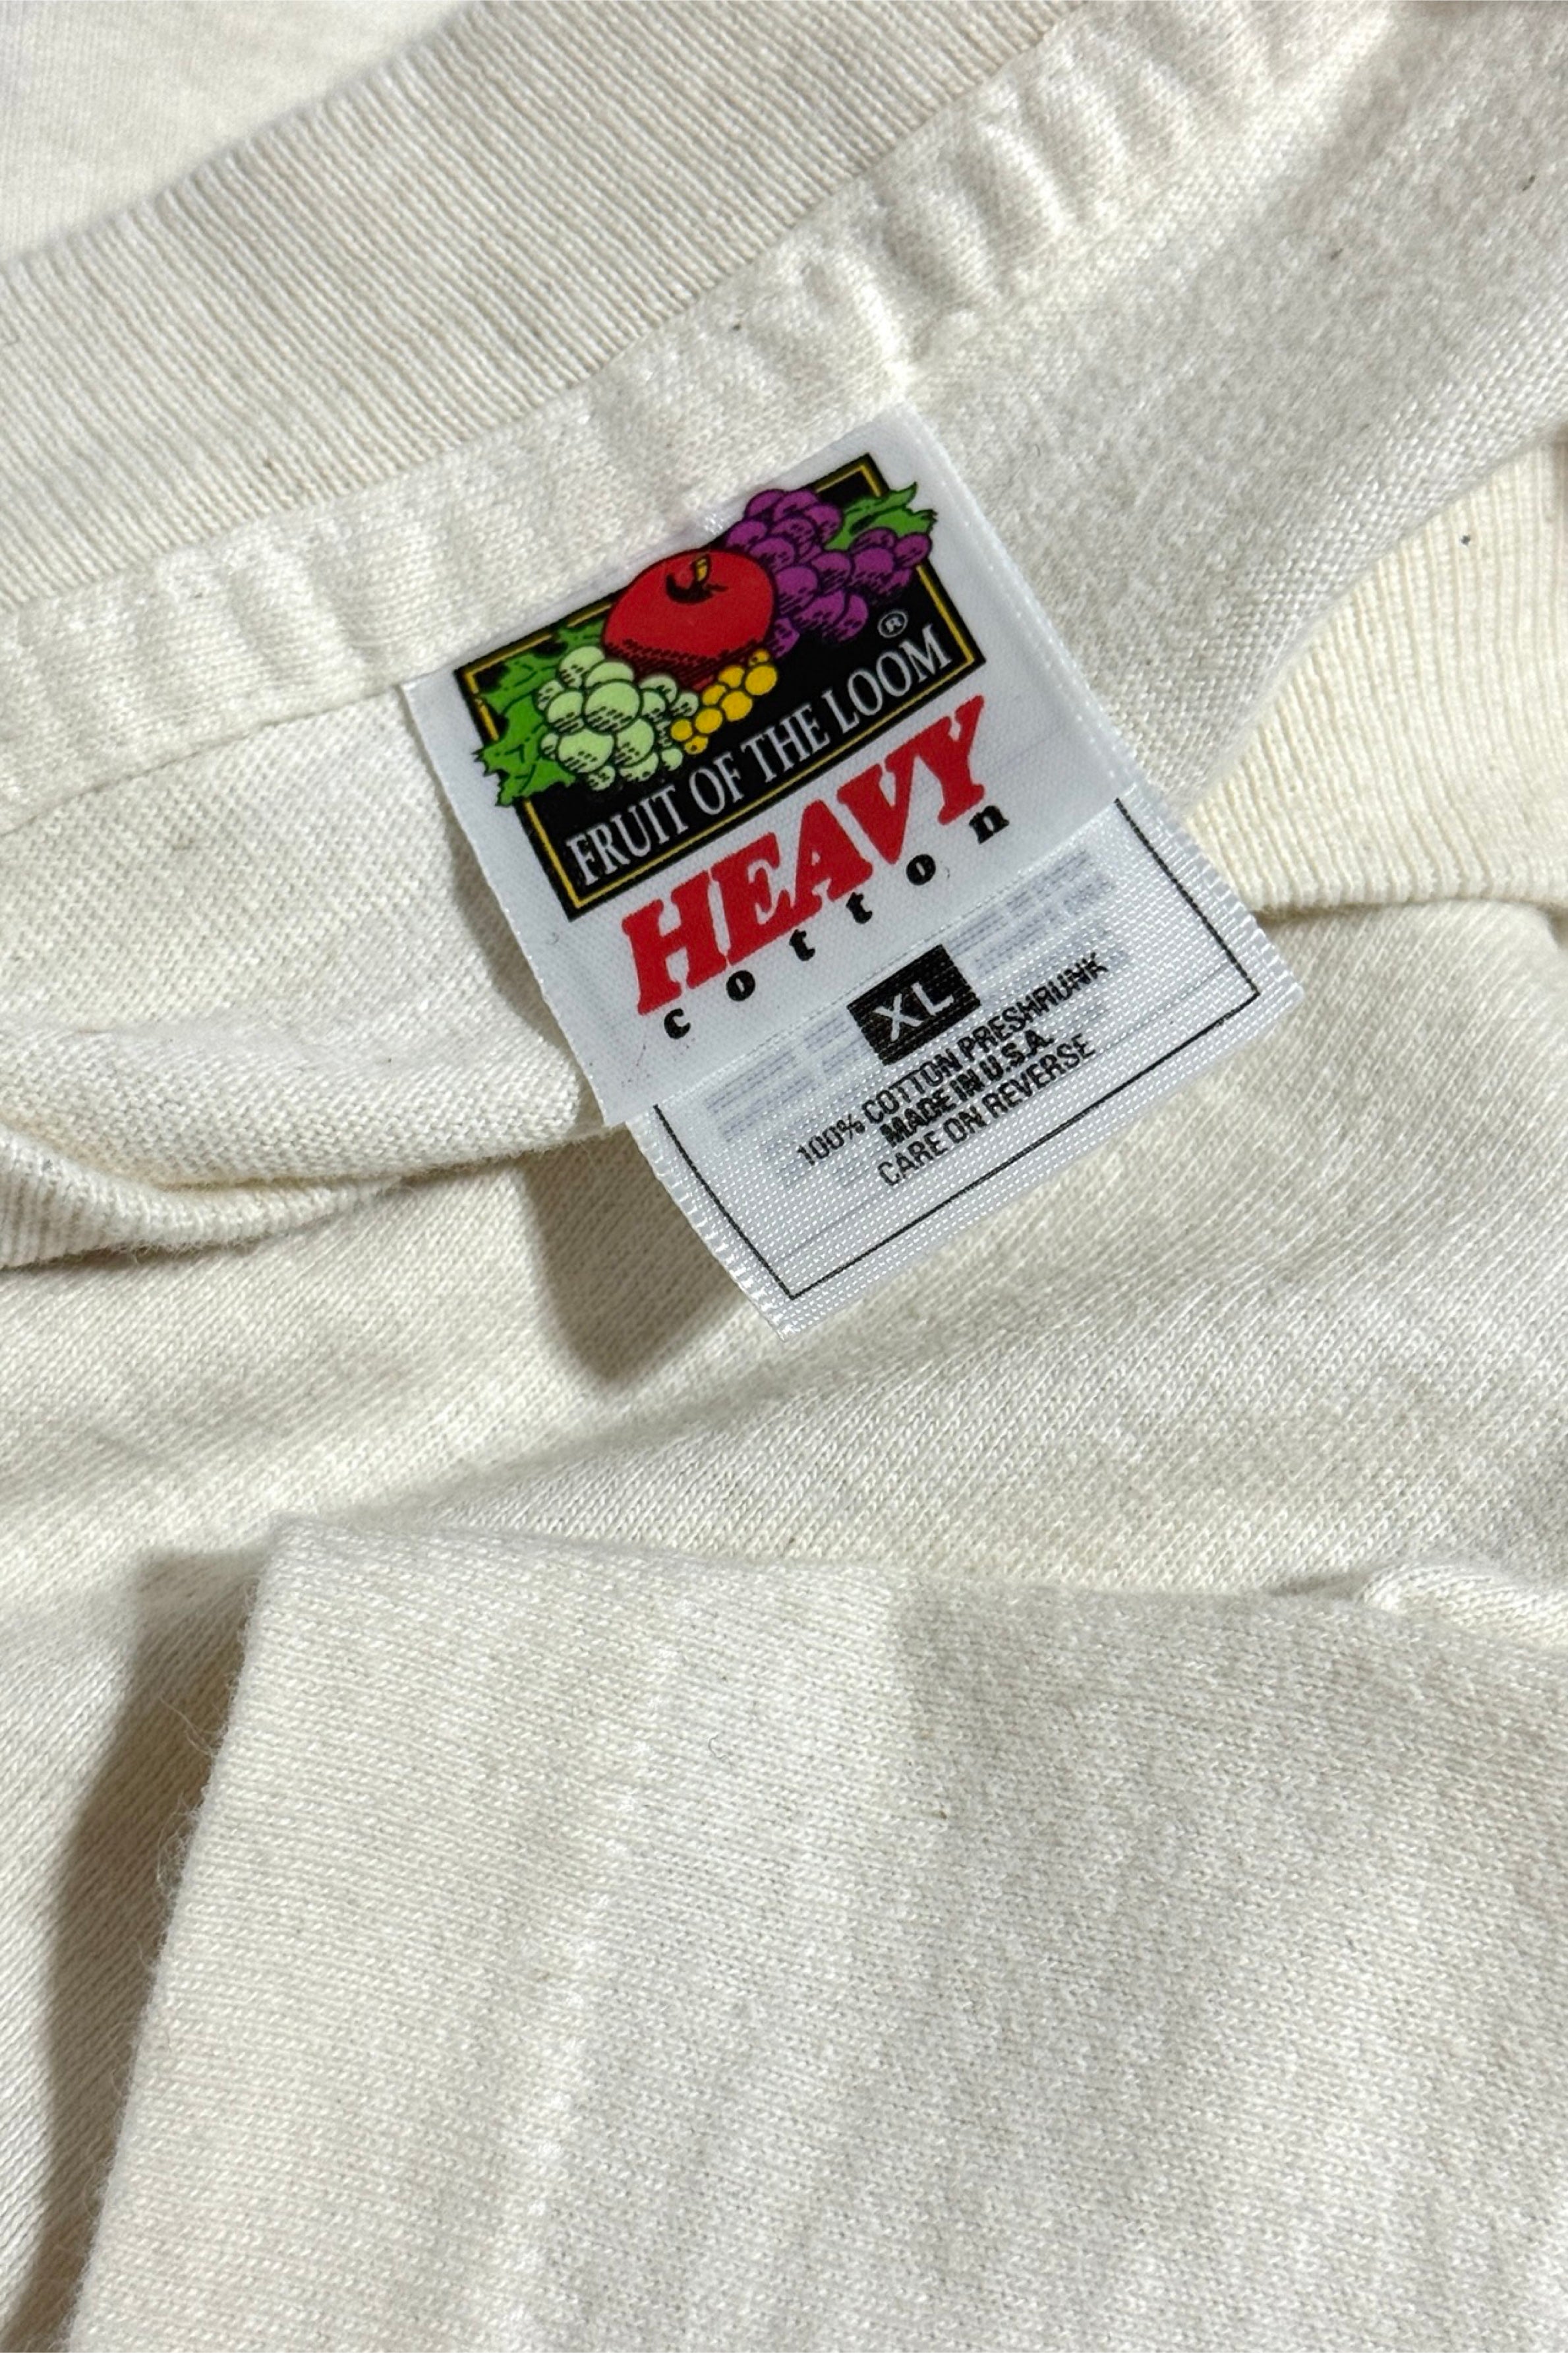 ®
FRUIT OF THE LOOM
HEAVY
cotton
XL
100% COTTON PRESHRUNK
MADE IN U.S.A.
CARE ON REVERSE